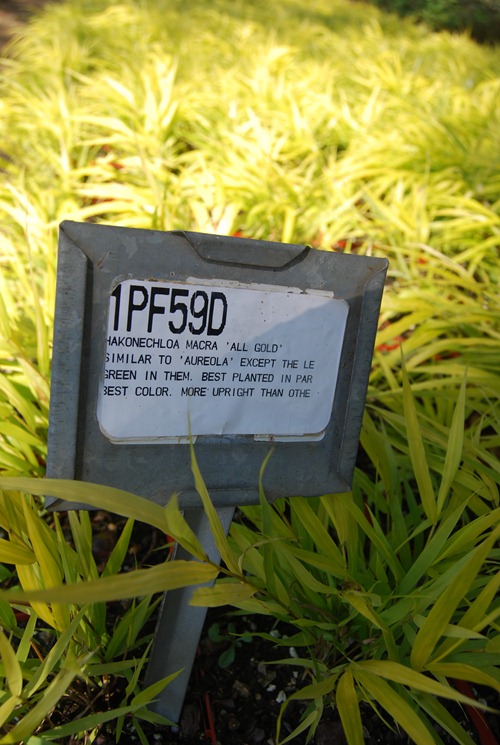 1PF59D
HAKONECHLOA MACRA 'ALL GOLD'
SIMILAR TO 'AUREOLA' EXCEPT THE LE
GREEN IN THEM. BEST PLANTED IN PAR
BEST COLOR. MORE UPRIGHT THAN OTHE